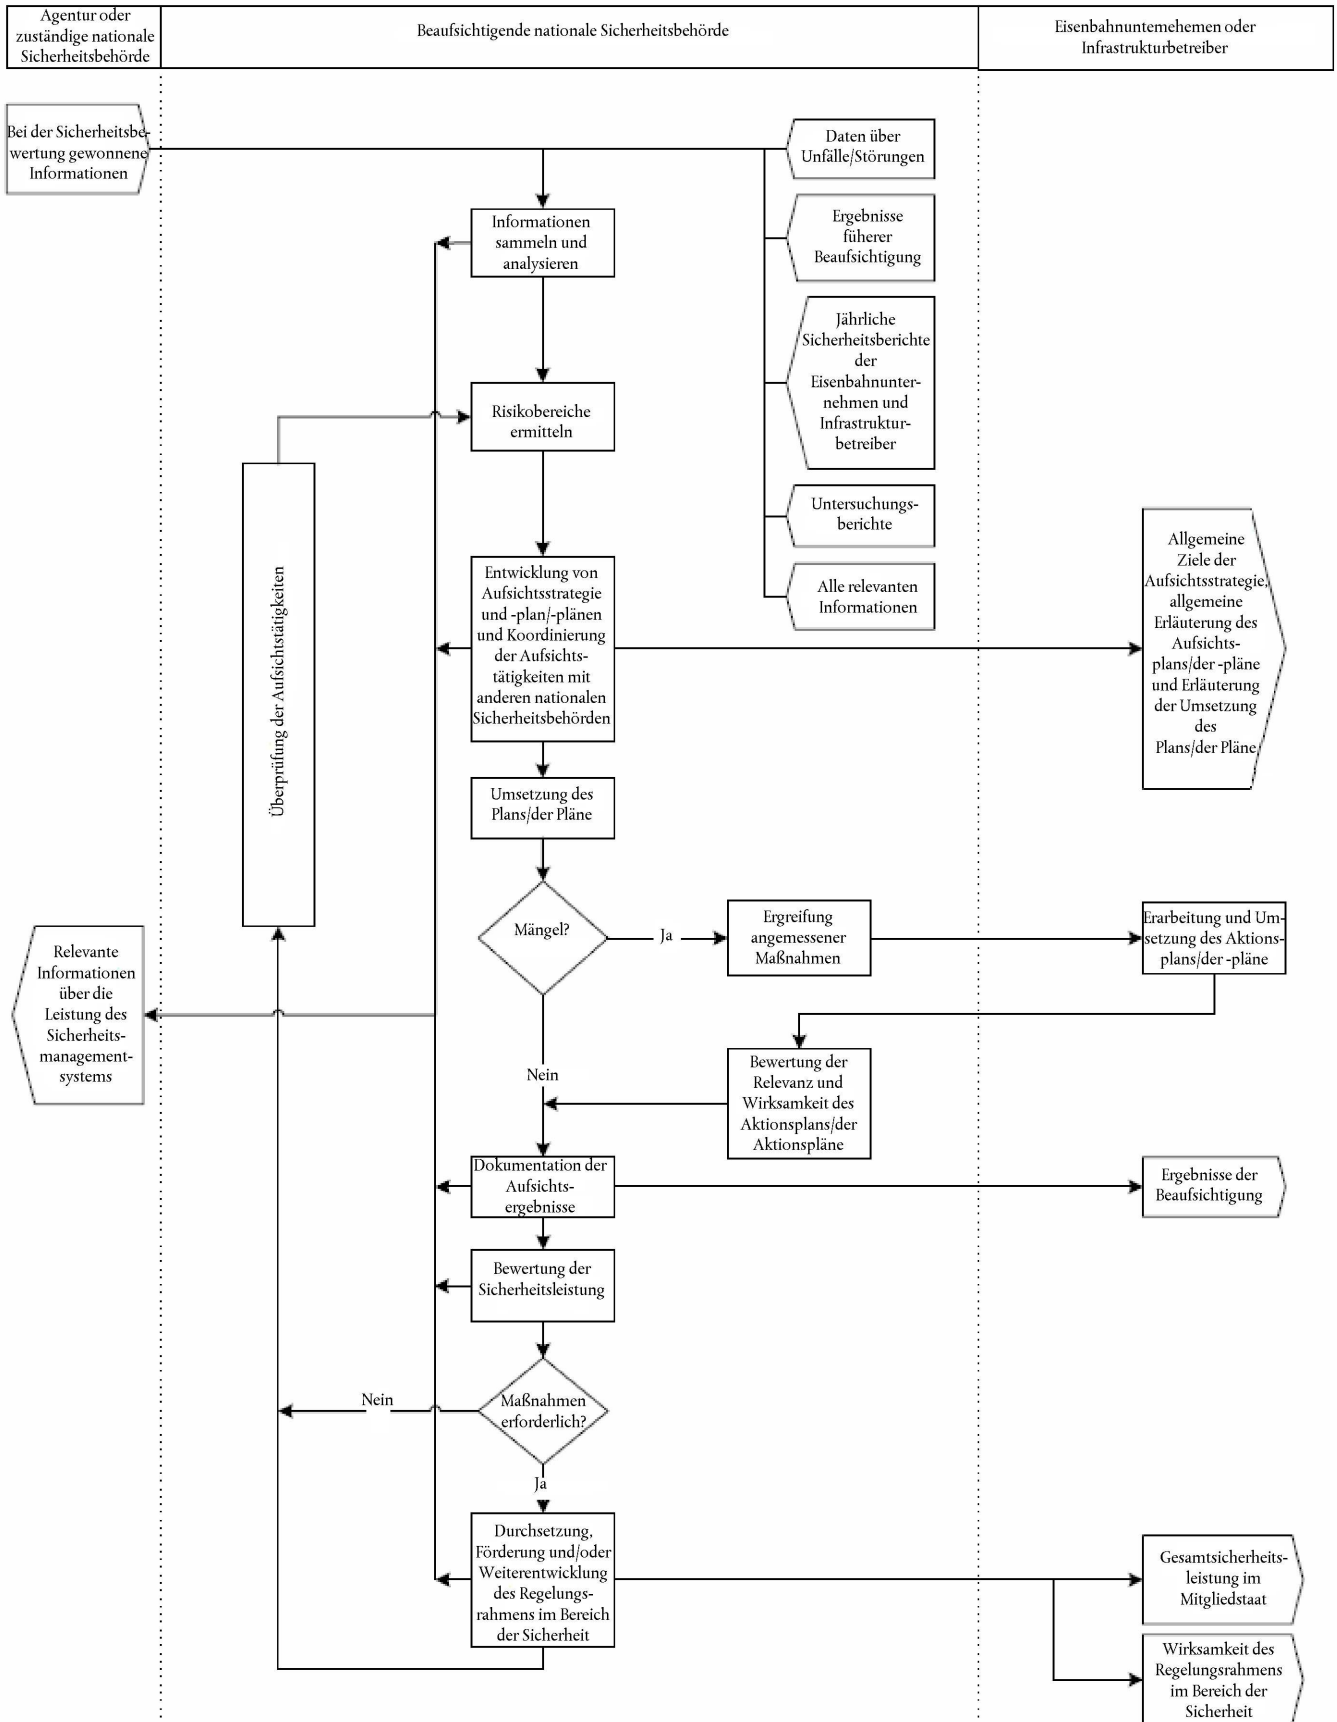 Agentur oder
zuständige nationale
Sicherheitsbehörde
Beaufsichtigende nationale Sicherheitsbehörde
Eisenbahnunternehemen oder
Infrastrukturbetreiber
Bei der Sicherheitsbe-
wertung gewonnene
Informationen
Daten über
Unfälle/Störungen
Informationen
sammeln und
analysieren
Ergebnisse
füherer
Beaufsichtigung
Jährliche
Sicherheitsberichte
der
Eisenbahnunter-
nehmen und
Infrastruktur-
betreiber
Risikobereiche
ermitteln
Untersuchungs-
berichte
Alle relevanten
Informationen
Überprüfung der Aufsichtstätigkeiten
Entwicklung von
Aufsichtsstrategie
und -plan/-plänen
und Koordinierung
der Aufsichts-
tätigkeiten mit
anderen nationalen
Sicherheitsbehörden
Allgemeine
Ziele der
Aufsichtsstrategie,
allgemeine
Erläuterung des
Aufsichts-
plans/der -pläne
und Erläuterung
der Umsetzung
des
Plans/der Pläne
Umsetzung des
Plans/der Pläne
Mängel?
Ja
Ergreifung
angemessener
Maßnahmen
Erarbeitung und Um-
setzung des Aktions-
plans/der -pläne
Relevante
Informationen
über die
Leistung des
Sicherheits-
management-
systems
Nein
Bewertung der
Relevanz und
Wirksamkeit des
Aktionsplans/der
Aktionspläne
Dokumentation der
Aufsichts-
ergebnisse
Ergebnisse der
Beaufsichtigung
Bewertung der
Sicherheitsleistung
Maßnahmen
erforderlich?
Nein
Ja
Durchsetzung,
Förderung und/oder
Weiterentwicklung
des Regelungs-
rahmens im Bereich
der Sicherheit
Gesamtsicherheits-
leistung im
Mitgliedstaat
Wirksamkeit des
Regelungsrahmens
im Bereich der
Sicherheit